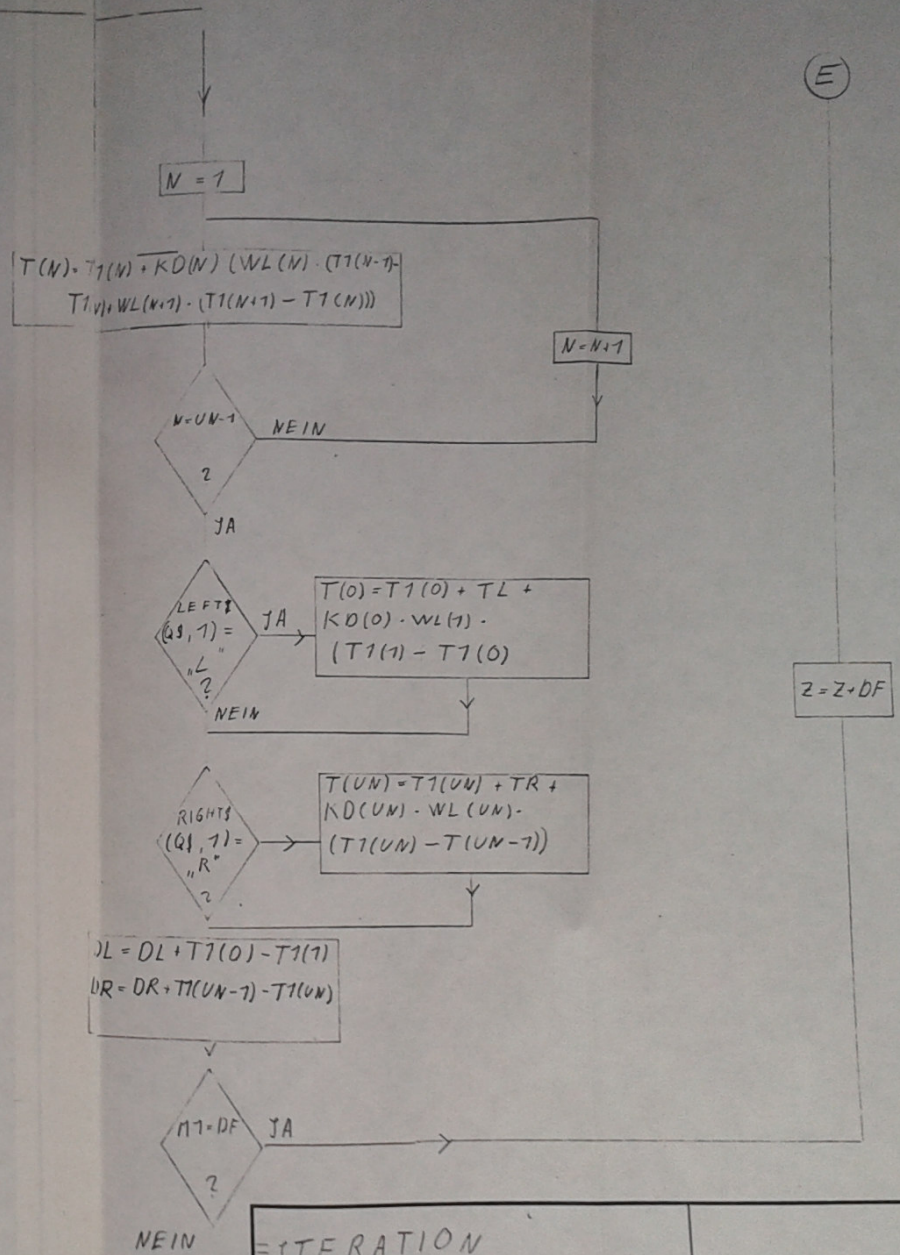 E
N = 1
T(N) = T1(N) + KD(N) (WL(N) · (T1(N-1)-
WL(N+1) · (T1(N+1) - T1(N)))
N=N+1
N=UN-1
?
NEIN
JA
LEFT$
(Q$,1) =
„L"
?
JA
T(0) = T1(0) + TL +
KD(0) · WL(1) ·
(T1(1) - T1(0)
NEIN
Z = Z+DF
RIGHT$
(Q$,1) =
„R"
?
T(UN) = T1(UN) + TR +
KD(UN) · WL(UN) ·
(T1(UN) - T(UN-1))
DL = DL + T1(0) - T1(1)
DR = DR + T1(UN-1) - T1(UN)
M1=DF
?
JA
NEIN
=ITERATION